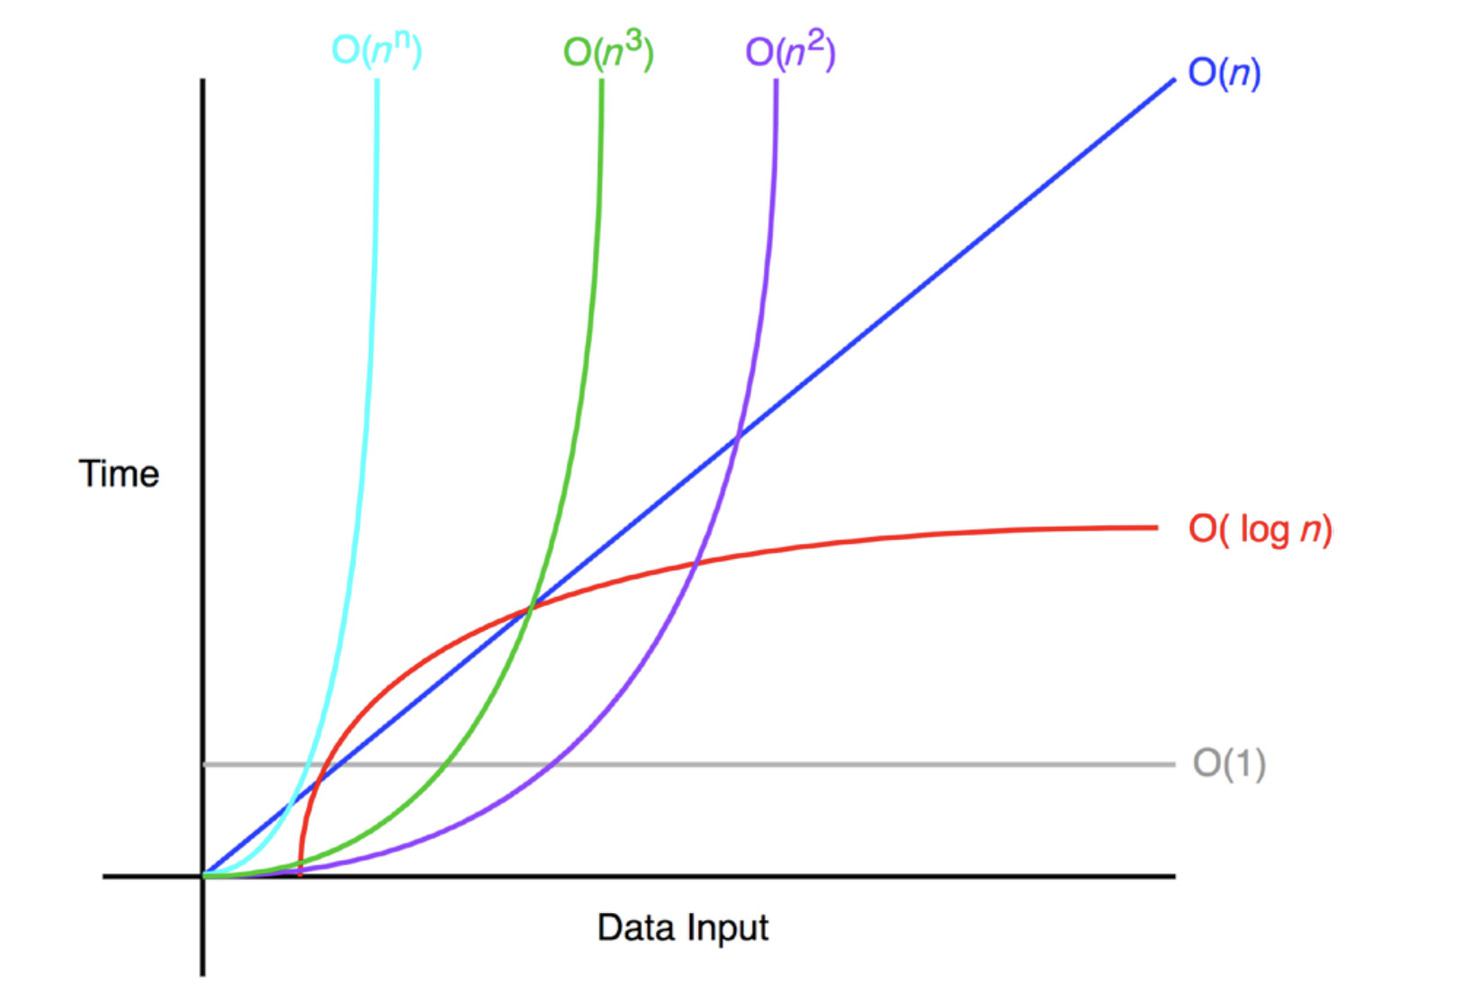 O(nⁿ)
O(n³)
O(n²)
O(n)
Time
O( log n)
O(1)
Data Input